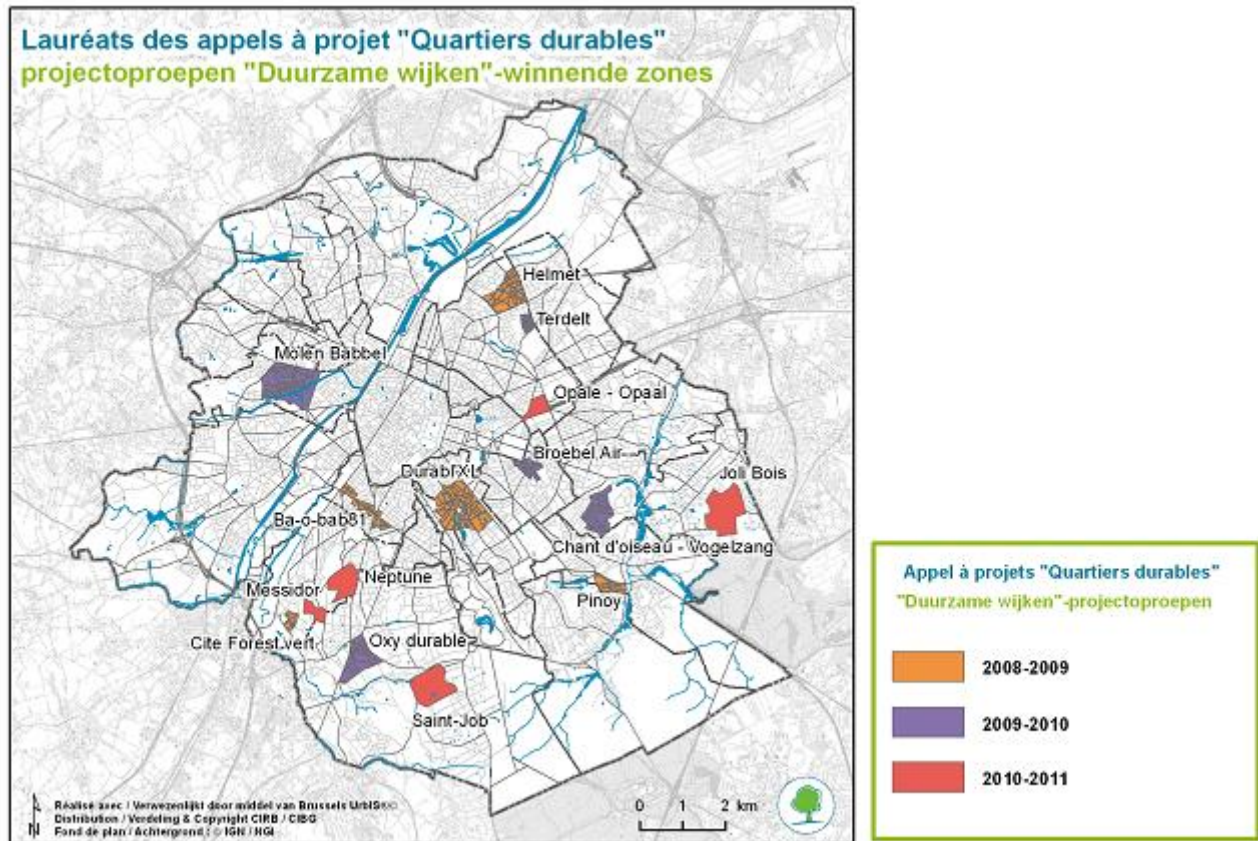 Lauréats des appels à projet "Quartiers durables"
projectoproepen "Duurzame wijken"-winnende zones
Helmet
Terdelt
Molen Babbel
Opale - Opaal
Broebel Air
DurablXL
Joli Bois
Ba-o-bab81
Chant d'oiseau - Vogelzang
Neptune
Messidor
Pinoy
Cite Forest vert
Oxy durable
Saint-Job
N
Réalisé avec / Verwezenlijkt door middel van Brussels UrbIS
Distribution / Verdeling & Copyright CIRB / CIBG
Fond de plan / Achtergrond : © IGN / NGI
0 1 2 km
Appel à projets "Quartiers durables"
"Duurzame wijken"-projectoproepen
2008-2009
2009-2010
2010-2011